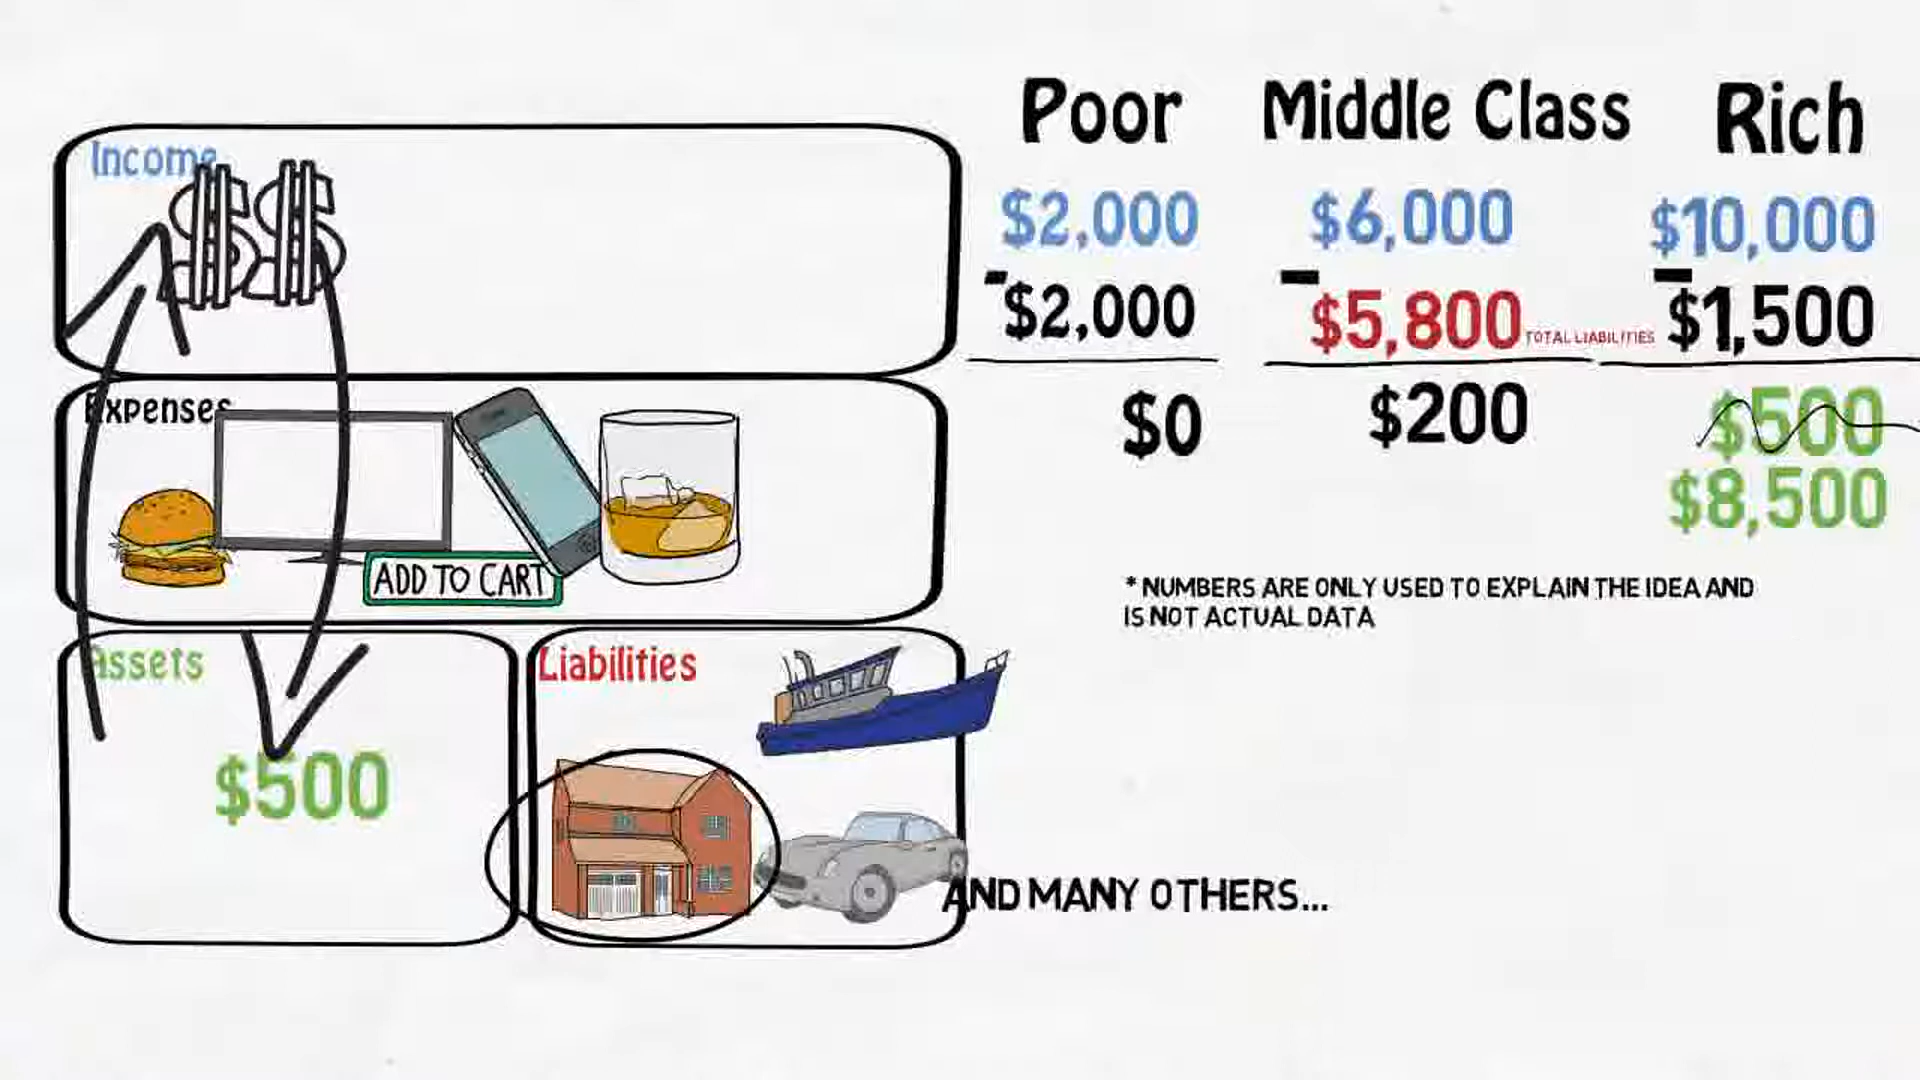 Poor Middle Class Rich
Income
$2,000 $6,000 $10,000
-$2,000 -$5,800 TOTAL LIABILITIES -$1,500
$0 $200 $500
$8,500
Expenses
ADD TO CART
* NUMBERS ARE ONLY USED TO EXPLAIN THE IDEA AND
IS NOT ACTUAL DATA
Assets
$500
Liabilities
AND MANY OTHERS...